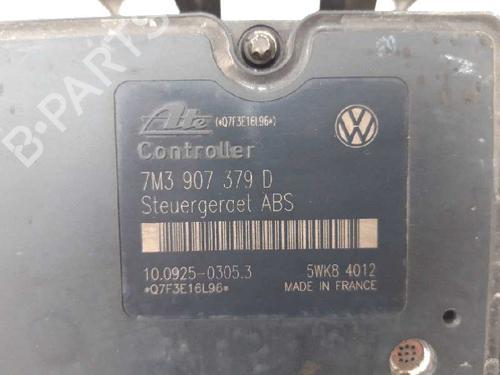 Ate (*Q7F3E16L96*)
Controller
7M3 907 379 D
Steuergeraet ABS
10.0925-0305.3 5WK8 4012
*Q7F3E16L96* MADE IN FRANCE
B-PARTS